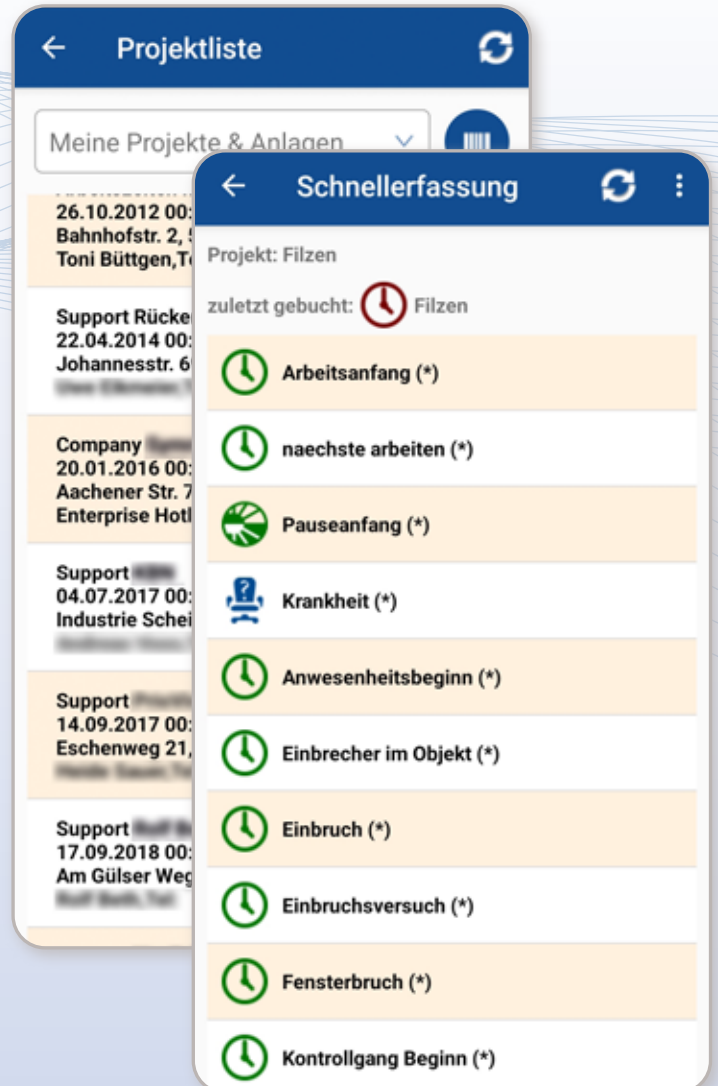 Projektliste
Meine Projekte & Anlagen
26.10.2012 00:
Bahnhofstr. 2,
Toni Büttgen,
Support Rücke
22.04.2014 00:
Johannesstr. 6
Company
20.01.2016 00:
Aachener Str. 7
Enterprise Hotl
Support
04.07.2017 00:
Industrie Schei
Support
14.09.2017 00:
Eschenweg 21,
Support
17.09.2018 00:
Am Gülser Weg
Schnellerfassung
Projekt: Filzen
zuletzt gebucht: Filzen
Arbeitsanfang (*)
naechste arbeiten (*)
Pauseanfang (*)
Krankheit (*)
Anwesenheitsbeginn (*)
Einbrecher im Objekt (*)
Einbruch (*)
Einbruchsversuch (*)
Fensterbruch (*)
Kontrollgang Beginn (*)